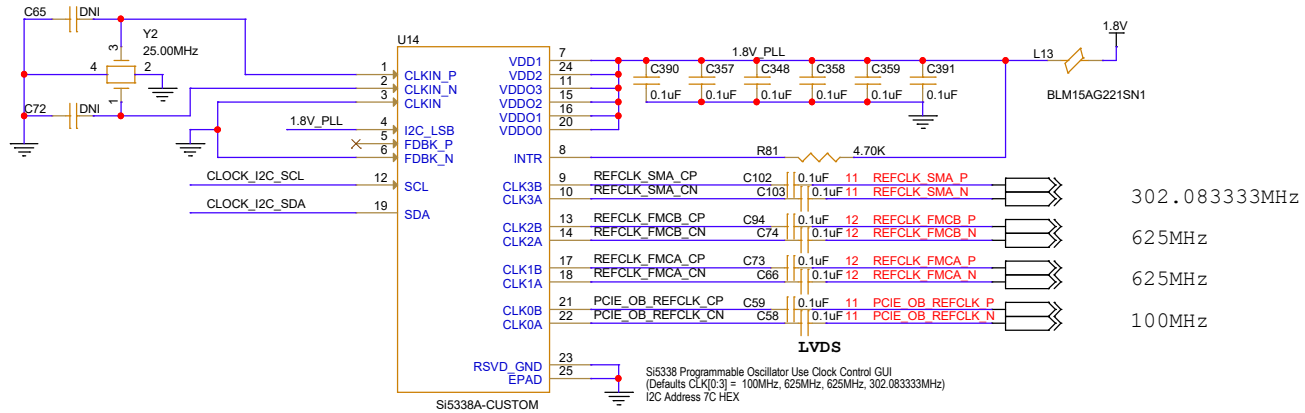 C65 DNI
Y2
25.00MHz
3
4 2
1
C72 DNI
U14
1 CLKIN_P
2 CLKIN_N
3 CLKIN
1.8V_PLL 4 I2C_LSB
5 FDBK_P
6 FDBK_N
CLOCK_I2C_SCL 12 SCL
CLOCK_I2C_SDA 19 SDA
VDD1 7 1.8V_PLL
VDD2 24
VDDO3 11
VDDO2 15
VDDO1 16
VDDO0 20
C390 C357 C348 C358 C359 C391
0.1uF 0.1uF 0.1uF 0.1uF 0.1uF 0.1uF
L13
1.8V
BLM15AG221SN1
INTR 8 R81 4.70K
CLK3B 9 REFCLK_SMA_CP C102 0.1uF 11 REFCLK_SMA_P
CLK3A 10 REFCLK_SMA_CN C103 0.1uF 11 REFCLK_SMA_N
302.083333MHz
CLK2B 13 REFCLK_FMCB_CP C94 0.1uF 12 REFCLK_FMCB_P
CLK2A 14 REFCLK_FMCB_CN C74 0.1uF 12 REFCLK_FMCB_N
625MHz
CLK1B 17 REFCLK_FMCA_CP C73 0.1uF 12 REFCLK_FMCA_P
CLK1A 18 REFCLK_FMCA_CN C66 0.1uF 12 REFCLK_FMCA_N
625MHz
CLK0B 21 PCIE_OB_REFCLK_CP C59 0.1uF 11 PCIE_OB_REFCLK_P
CLK0A 22 PCIE_OB_REFCLK_CN C58 0.1uF 11 PCIE_OB_REFCLK_N
100MHz
LVDS
RSVD_GND 23
EPAD 25
Si5338A-CUSTOM
Si5338 Programmable Oscillator Use Clock Control GUI
(Defaults CLK[0:3] = 100MHz, 625MHz, 625MHz, 302.083333MHz)
I2C Address 7C HEX